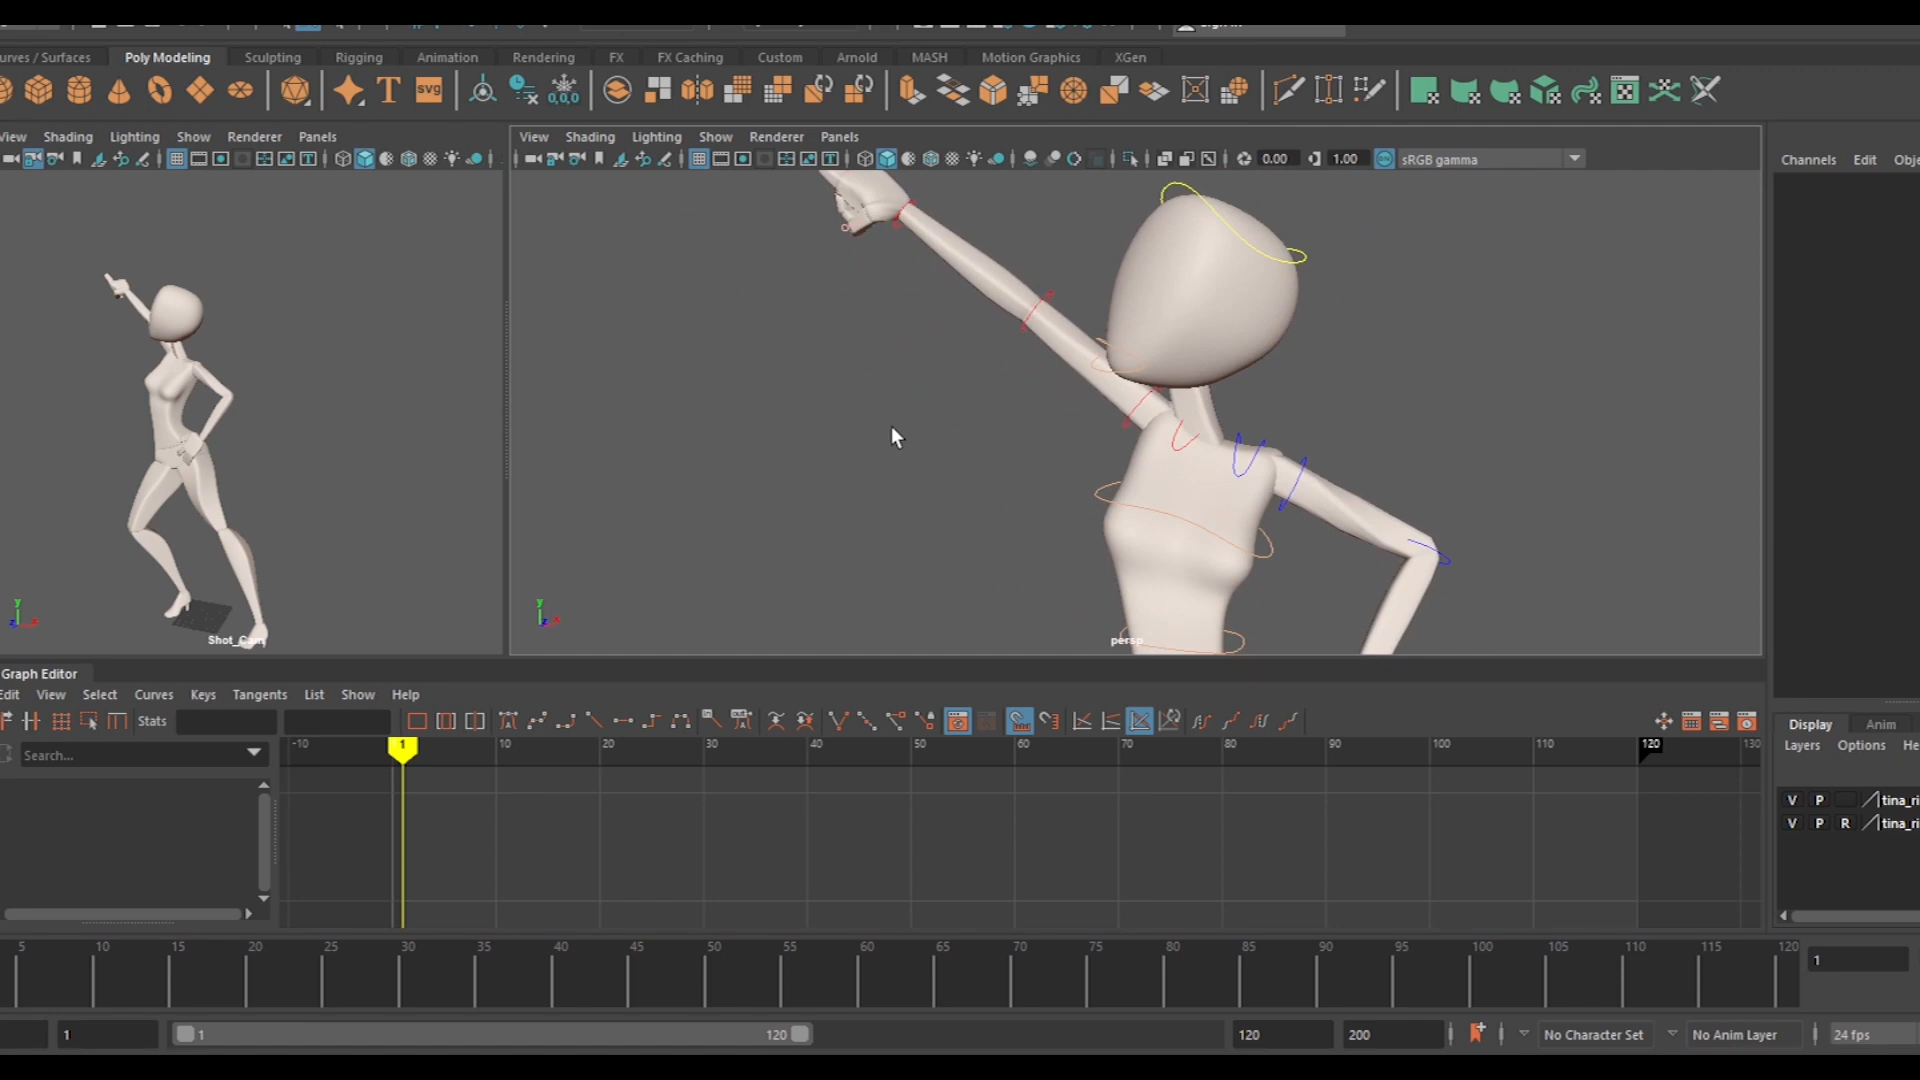 urves / Surfaces Poly Modeling Sculpting Rigging Animation Rendering FX FX Caching Custom Arnold MASH Motion Graphics XGen
T svg 0,0,0
View Shading Lighting Show Renderer Panels
View Shading Lighting Show Renderer Panels
Channels Edit Obje
0.00 1.00 sRGB gamma
y
z x
y
z x
Shot_Cam
persp
Graph Editor
Edit View Select Curves Keys Tangents List Show Help
Stats
Display Anim
-10 1 10 20 30 40 50 60 70 80 90 100 110 120 130
Search...
Layers Options He
V P tina_ri
V P R tina_ri
5 10 15 20 25 30 35 40 45 50 55 60 65 70 75 80 85 90 95 100 105 110 115 120
1
1 1 120 120 200 No Character Set No Anim Layer 24 fps